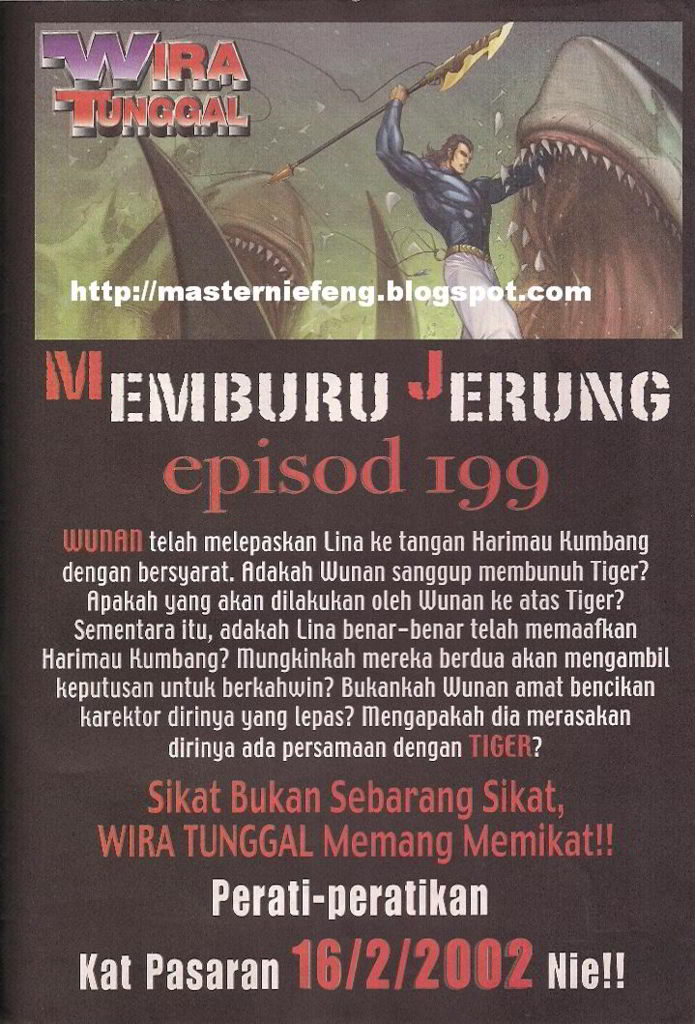 WIRA
TUNGGAL
http://masterniefeng.blogspot.com
MEMBURU JERUNG
episod 199
WUNAN telah melepaskan Lina ke tangan Harimau Kumbang
dengan bersyarat. Adakah Wunan sanggup membunuh Tiger?
Apakah yang akan dilakukan oleh Wunan ke atas Tiger?
Sementara itu, adakah Lina benar-benar telah memaafkan
Harimau Kumbang? Mungkinkah mereka berdua akan mengambil
keputusan untuk berkahwin? Bukankah Wunan amat bencikan
karektor dirinya yang lepas? Mengapakah dia merasakan
dirinya ada persamaan dengan TIGER?
Sikat Bukan Sebarang Sikat,
WIRA TUNGGAL Memang Memikat!!
Perati-peratikan
Kat Pasaran 16/2/2002 Nie!!